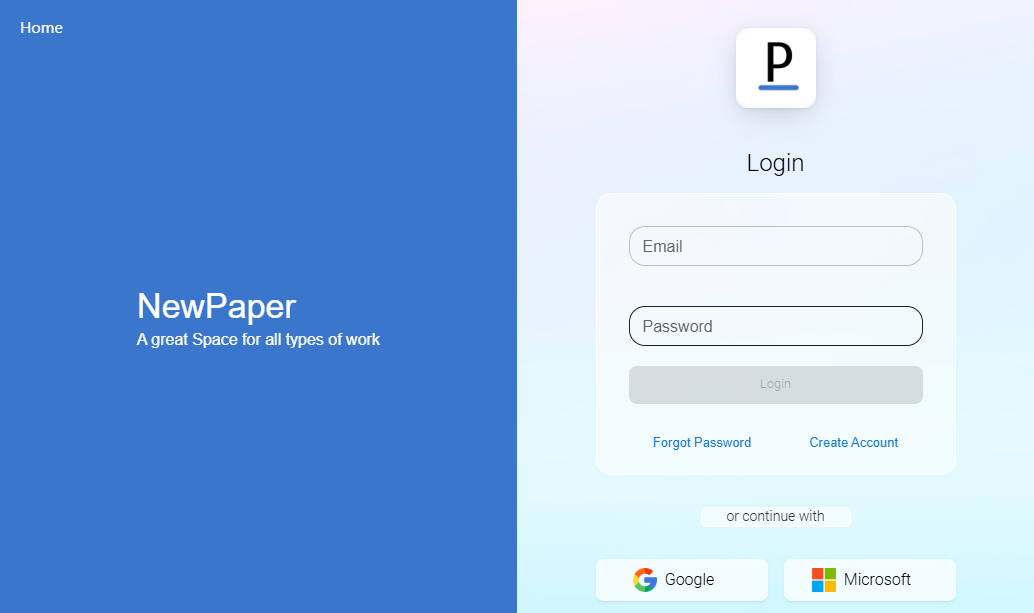 Home
NewPaper
A great Space for all types of work
P
Login
Email
Password
Login
Forgot Password
Create Account
or continue with
Google
Microsoft